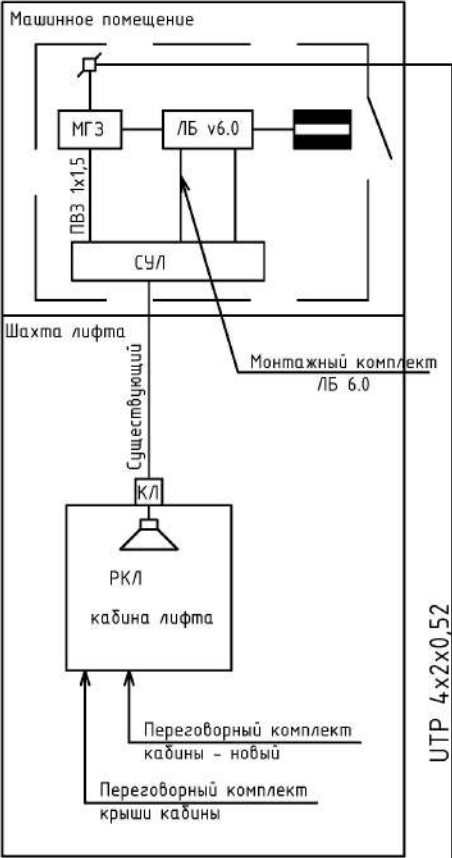 Машинное помещение
МГЗ
ЛБ v6.0
ПВЗ 1х1,5
СУЛ
Шахта лифта
Существующий
Монтажный комплект
ЛБ 6.0
КЛ
РКЛ
кабина лифта
UTP 4х2х0,52
Переговорный комплект
кабины - новый
Переговорный комплект
крыши кабины